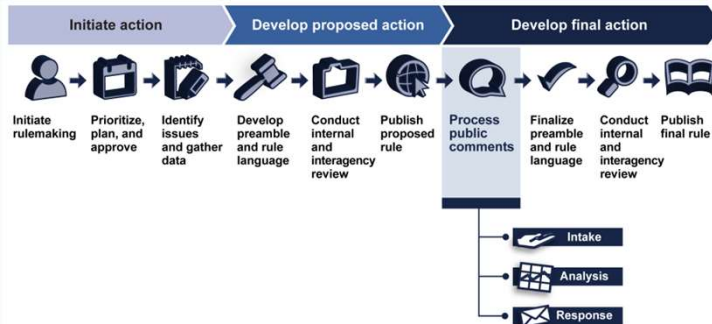 Initiate action
Develop proposed action
Develop final action
Initiate
rulemaking
Prioritize,
plan, and
approve
Identify
issues
and gather
data
Develop
preamble
and rule
language
Conduct
internal
and
interagency
review
Publish
proposed
rule
Process
public
comments
Finalize
preamble
and rule
language
Conduct
internal
and
interagency
review
Publish
final rule
Intake
Analysis
Response